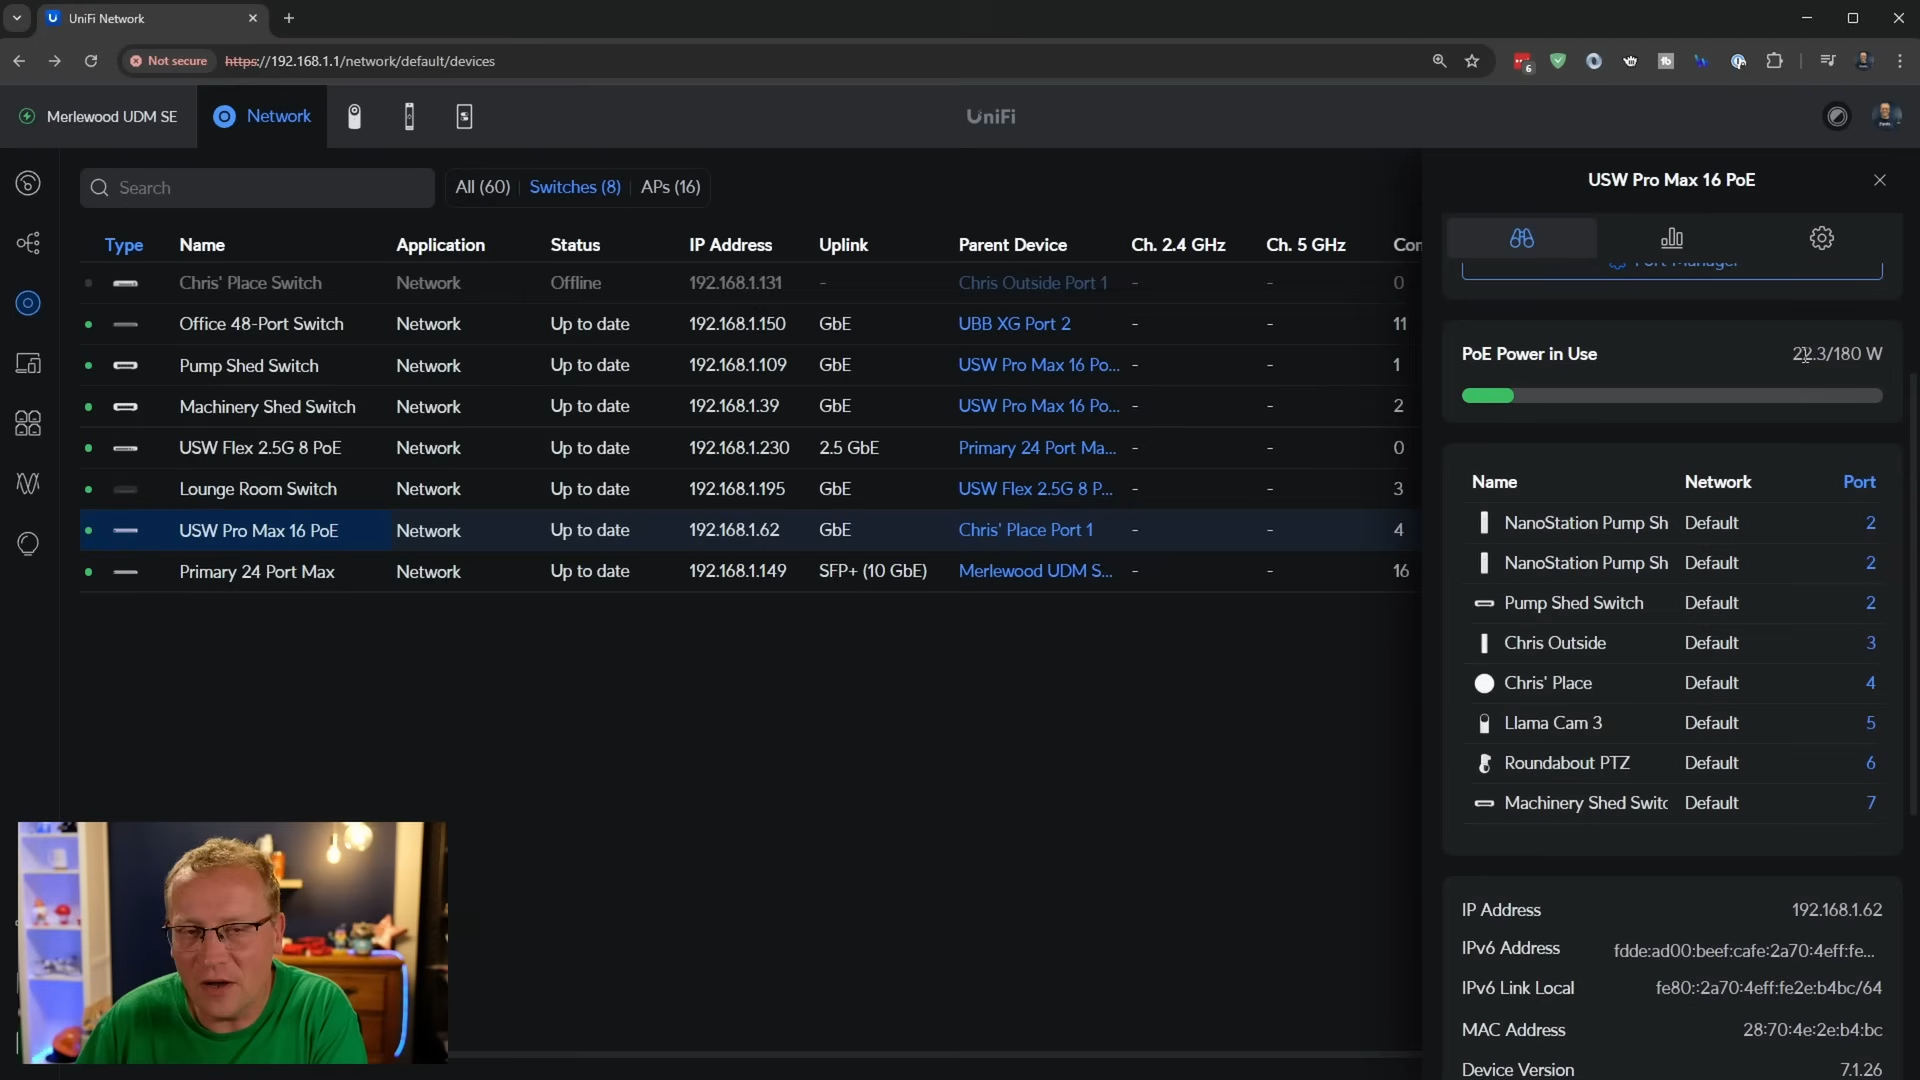 UniFi Network
Not secure
https://192.168.1.1/network/default/devices
6
Merlewood UDM SE
Network
UniFi
Search
All (60)
Switches (8)
APs (16)
Type Name Application Status IP Address Uplink Parent Device Ch. 2.4 GHz Ch. 5 GHz Con
Chris' Place Switch Network Offline 192.168.1.131 - Chris Outside Port 1 - - 0
Office 48-Port Switch Network Up to date 192.168.1.150 GbE UBB XG Port 2 - - 11
Pump Shed Switch Network Up to date 192.168.1.109 GbE USW Pro Max 16 Po... - - 1
Machinery Shed Switch Network Up to date 192.168.1.39 GbE USW Pro Max 16 Po... - - 2
USW Flex 2.5G 8 PoE Network Up to date 192.168.1.230 2.5 GbE Primary 24 Port Ma... - - 0
Lounge Room Switch Network Up to date 192.168.1.195 GbE USW Flex 2.5G 8 P... - - 3
USW Pro Max 16 PoE Network Up to date 192.168.1.62 GbE Chris' Place Port 1 - - 4
Primary 24 Port Max Network Up to date 192.168.1.149 SFP+ (10 GbE) Merlewood UDM S... - - 16
USW Pro Max 16 PoE
Port Manager
PoE Power in Use 22.3/180 W
Name Network Port
NanoStation Pump Sh Default 2
NanoStation Pump Sh Default 2
Pump Shed Switch Default 2
Chris Outside Default 3
Chris' Place Default 4
Llama Cam 3 Default 5
Roundabout PTZ Default 6
Machinery Shed Switc Default 7
IP Address 192.168.1.62
IPv6 Address fdde:ad00:beef:cafe:2a70:4eff:fe...
IPv6 Link Local fe80::2a70:4eff:fe2e:b4bc/64
MAC Address 28:70:4e:2e:b4:bc
Device Version 7.1.26